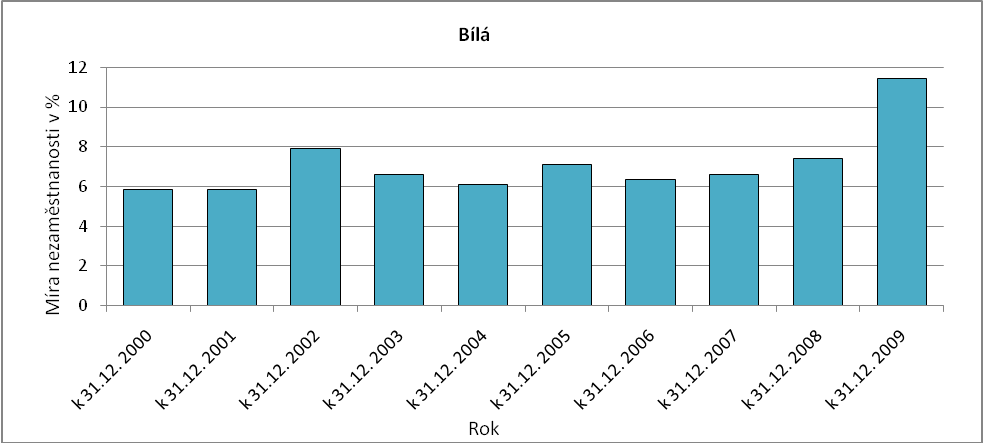 Bílá
Míra nezaměstnanosti v %
12
10
8
6
4
2
0
k 31.12. 2000
k 31.12. 2001
k 31.12. 2002
k 31.12. 2003
k 31.12. 2004
k 31.12. 2005
k 31.12. 2006
k 31.12. 2007
k 31.12. 2008
k 31.12. 2009
Rok